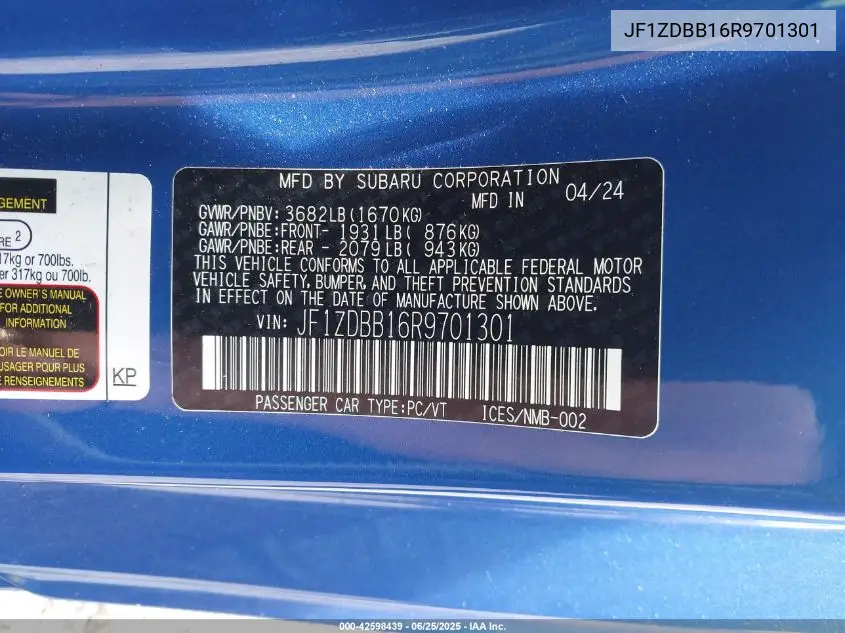 JF1ZDBB16R9701301
GEMENT
RE 2
17kg or 700lbs.
er 317kg ou 700lb.
E OWNER'S MANUAL
FOR ADDITIONAL
INFORMATION
OIR LE MANUEL DE
USAGER POUR PLUS
E RENSEIGNEMENTS
KP
MFD BY SUBARU CORPORATION
MFD IN 04/24
GVWR/PNBV: 3682LB(1670KG)
GAWR/PNBE:FRONT- 1931LB( 876KG)
GAWR/PNBE:REAR - 2079LB( 943KG)
THIS VEHICLE CONFORMS TO ALL APPLICABLE FEDERAL MOTOR
VEHICLE SAFETY, BUMPER, AND THEFT PREVENTION STANDARDS
IN EFFECT ON THE DATE OF MANUFACTURE SHOWN ABOVE.
VIN: JF1ZDBB16R9701301
PASSENGER CAR TYPE:PC/VT ICES/NMB-002
000-42598439 - 06/25/2025 - IAA Inc.